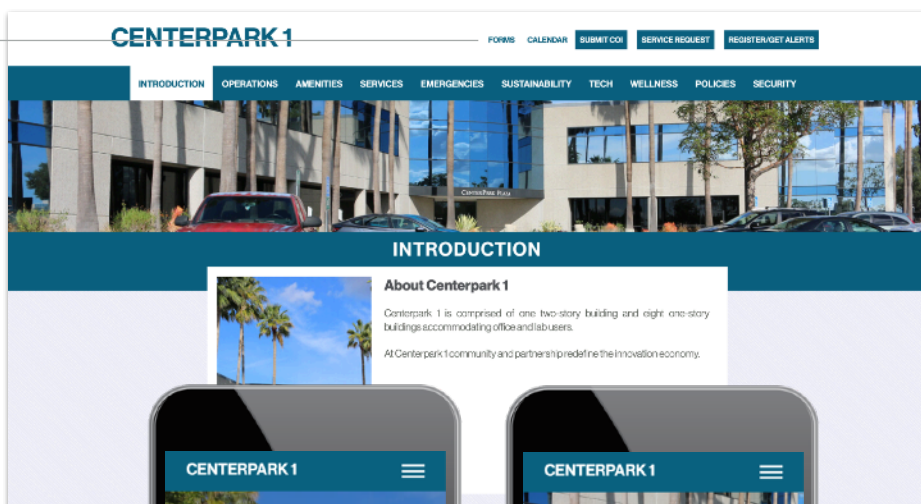 CENTERPARK 1
FORMS CALENDAR SUBMIT COI SERVICE REQUEST REGISTER/GET ALERTS
INTRODUCTION OPERATIONS AMENITIES SERVICES EMERGENCIES SUSTAINABILITY TECH WELLNESS POLICIES SECURITY
CENTERPARK PLAZA
INTRODUCTION
About Centerpark 1
Centerpark 1 is comprised of one two-story building and eight one-story
buildings accommodating office and lab users.
At Centerpark 1 community and partnership redefine the innovation economy.
CENTERPARK 1
CENTERPARK 1